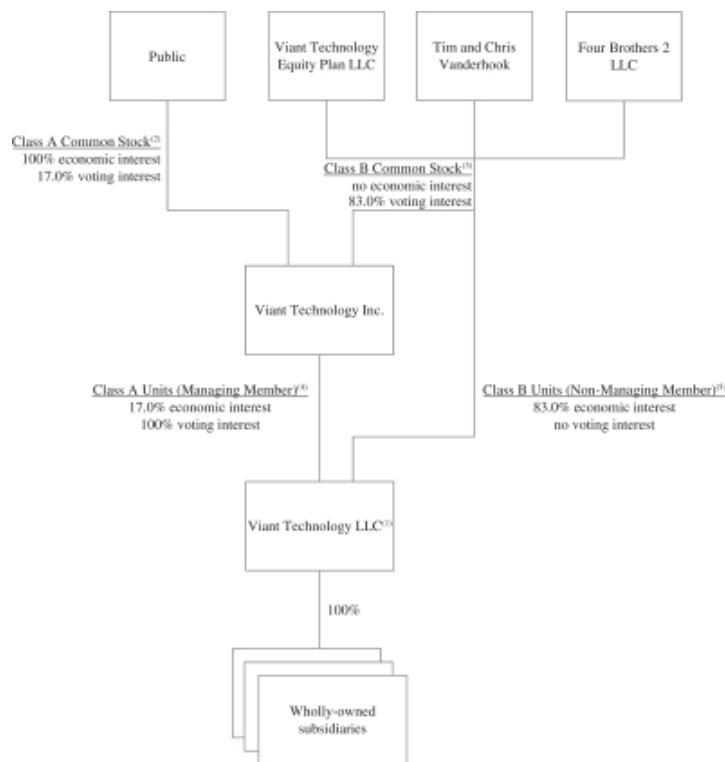 Public
Viant Technology
Equity Plan LLC
Tim and Chris
Vanderhook
Four Brothers 2
LLC
Class A Common Stock(2)
100% economic interest
17.0% voting interest
Class B Common Stock(3)
no economic interest
83.0% voting interest
Viant Technology Inc.
Class A Units (Managing Member)(4)
17.0% economic interest
100% voting interest
Class B Units (Non-Managing Member)(5)
83.0% economic interest
no voting interest
Viant Technology LLC(1)
100%
Wholly-owned
subsidiaries